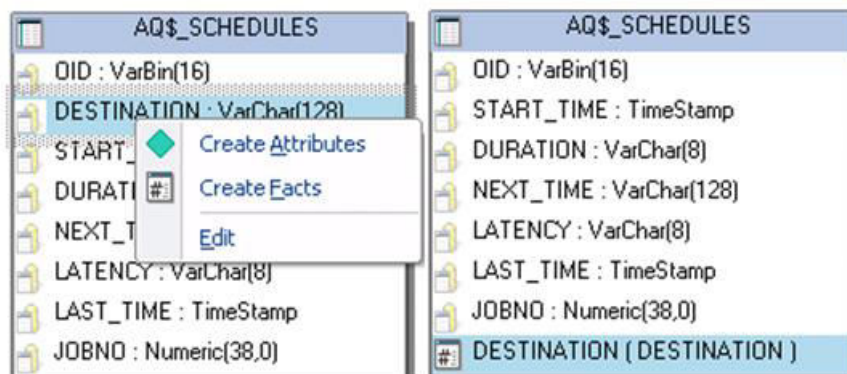 AQ$_SCHEDULES
OID : VarBin(16)
DESTINATION : VarChar(128)
START_
DURATI
NEXT_T
LATENCY : VarChar(8)
LAST_TIME : TimeStamp
JOBNO : Numeric(38,0)
Create Attributes
Create Facts
Edit
AQ$_SCHEDULES
OID : VarBin(16)
START_TIME : TimeStamp
DURATION : VarChar(8)
NEXT_TIME : VarChar(128)
LATENCY : VarChar(8)
LAST_TIME : TimeStamp
JOBNO : Numeric(38,0)
DESTINATION ( DESTINATION )